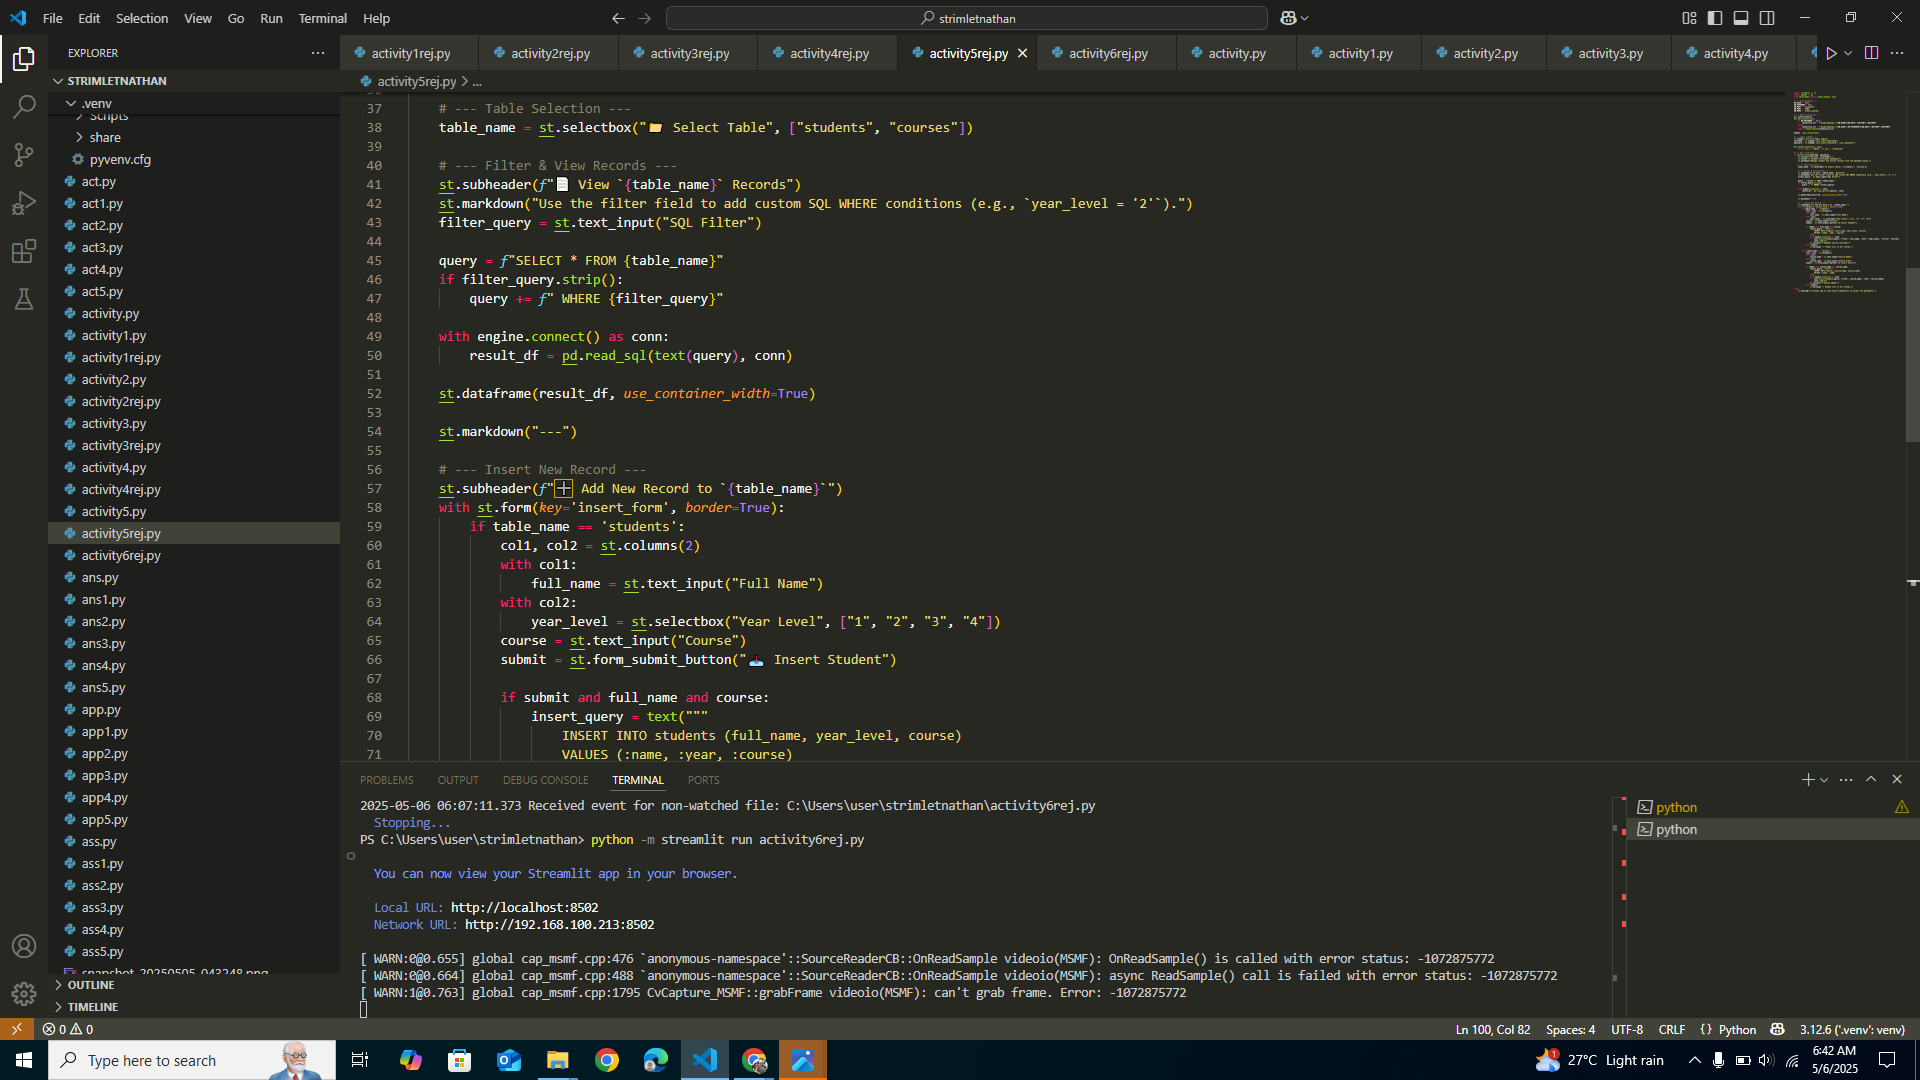 File Edit Selection View Go Run Terminal Help
strimletnathan
EXPLORER
STRIMLETNATHAN
.venv
Scripts
share
pyvenv.cfg
act.py
act1.py
act2.py
act3.py
act4.py
act5.py
activity.py
activity1.py
activity1rej.py
activity2.py
activity2rej.py
activity3.py
activity3rej.py
activity4.py
activity4rej.py
activity5.py
activity5rej.py
activity6rej.py
ans.py
ans1.py
ans2.py
ans3.py
ans4.py
ans5.py
app.py
app1.py
app2.py
app3.py
app4.py
app5.py
ass.py
ass1.py
ass2.py
ass3.py
ass4.py
ass5.py
snapshot_20250505_043248.png
OUTLINE
TIMELINE
activity1rej.py activity2rej.py activity3rej.py activity4rej.py activity5rej.py activity6rej.py activity.py activity1.py activity2.py activity3.py activity4.py
activity5rej.py > ...
37 # --- Table Selection ---
38 table_name = st.selectbox("📁 Select Table", ["students", "courses"])
39
40 # --- Filter & View Records ---
41 st.subheader(f"📄 View `{table_name}` Records")
42 st.markdown("Use the filter field to add custom SQL WHERE conditions (e.g., `year_level = '2'`).")
43 filter_query = st.text_input("SQL Filter")
44
45 query = f"SELECT * FROM {table_name}"
46 if filter_query.strip():
47 query += f" WHERE {filter_query}"
48
49 with engine.connect() as conn:
50 result_df = pd.read_sql(text(query), conn)
51
52 st.dataframe(result_df, use_container_width=True)
53
54 st.markdown("---")
55
56 # --- Insert New Record ---
57 st.subheader(f"➕ Add New Record to `{table_name}`")
58 with st.form(key='insert_form', border=True):
59 if table_name == 'students':
60 col1, col2 = st.columns(2)
61 with col1:
62 full_name = st.text_input("Full Name")
63 with col2:
64 year_level = st.selectbox("Year Level", ["1", "2", "3", "4"])
65 course = st.text_input("Course")
66 submit = st.form_submit_button("📥 Insert Student")
67
68 if submit and full_name and course:
69 insert_query = text("""
70 INSERT INTO students (full_name, year_level, course)
71 VALUES (:name, :year, :course)
PROBLEMS OUTPUT DEBUG CONSOLE TERMINAL PORTS
2025-05-06 06:07:11.373 Received event for non-watched file: C:\Users\user\strimletnathan\activity6rej.py
Stopping...
PS C:\Users\user\strimletnathan> python -m streamlit run activity6rej.py
You can now view your Streamlit app in your browser.
Local URL: http://localhost:8502
Network URL: http://192.168.100.213:8502
[ WARN:0@0.655] global cap_msmf.cpp:476 `anonymous-namespace'::SourceReaderCB::OnReadSample videoio(MSMF): OnReadSample() is called with error status: -1072875772
[ WARN:0@0.664] global cap_msmf.cpp:488 `anonymous-namespace'::SourceReaderCB::OnReadSample videoio(MSMF): async ReadSample() call is failed with error status: -1072875772
[ WARN:1@0.763] global cap_msmf.cpp:1795 CvCapture_MSMF::grabFrame videoio(MSMF): can't grab frame. Error: -1072875772
python
python
0 0
Ln 100, Col 82 Spaces: 4 UTF-8 CRLF {} Python 3.12.6 ('.venv': venv)
Type here to search
27°C Light rain
6:42 AM
5/6/2025